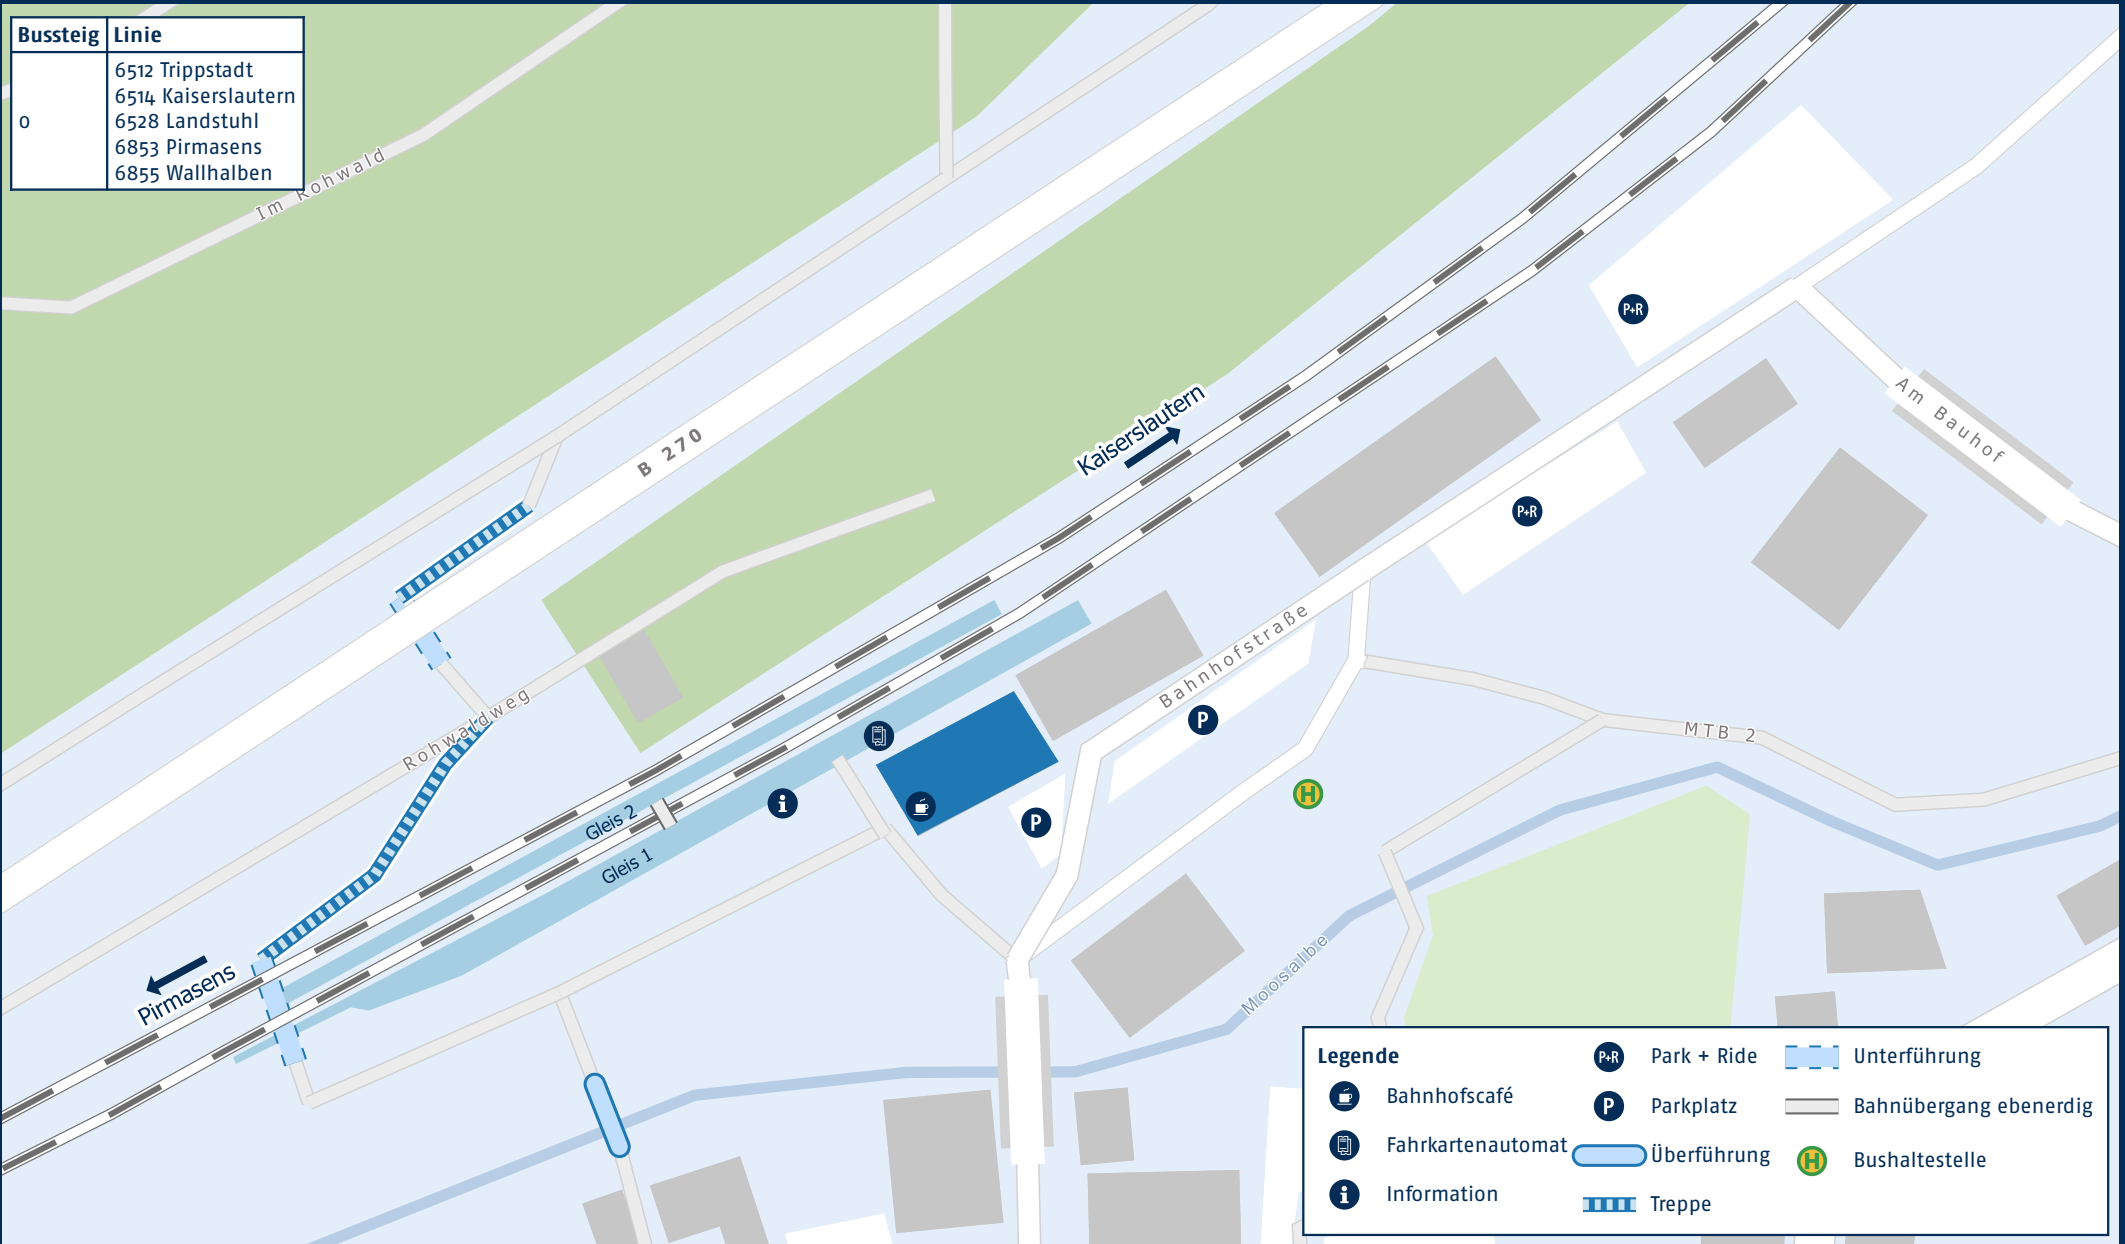 Bussteig Linie
0
6512 Trippstadt
6514 Kaiserslautern
6528 Landstuhl
6853 Pirmasens
6855 Wallhalben
Im Rohwald
B 270
Kaiserslautern
P+R
Am Bauhof
P+R
Bahnhofstraße
Rohwaldweg
P
MTB 2
H
Gleis 2
i
P
Gleis 1
Pirmasens
Moosalbe
Legende
Bahnhofscafé
Fahrkartenautomat
i Information
P+R Park + Ride
P Parkplatz
Überführung
Treppe
Unterführung
Bahnübergang ebenerdig
H Bushaltestelle